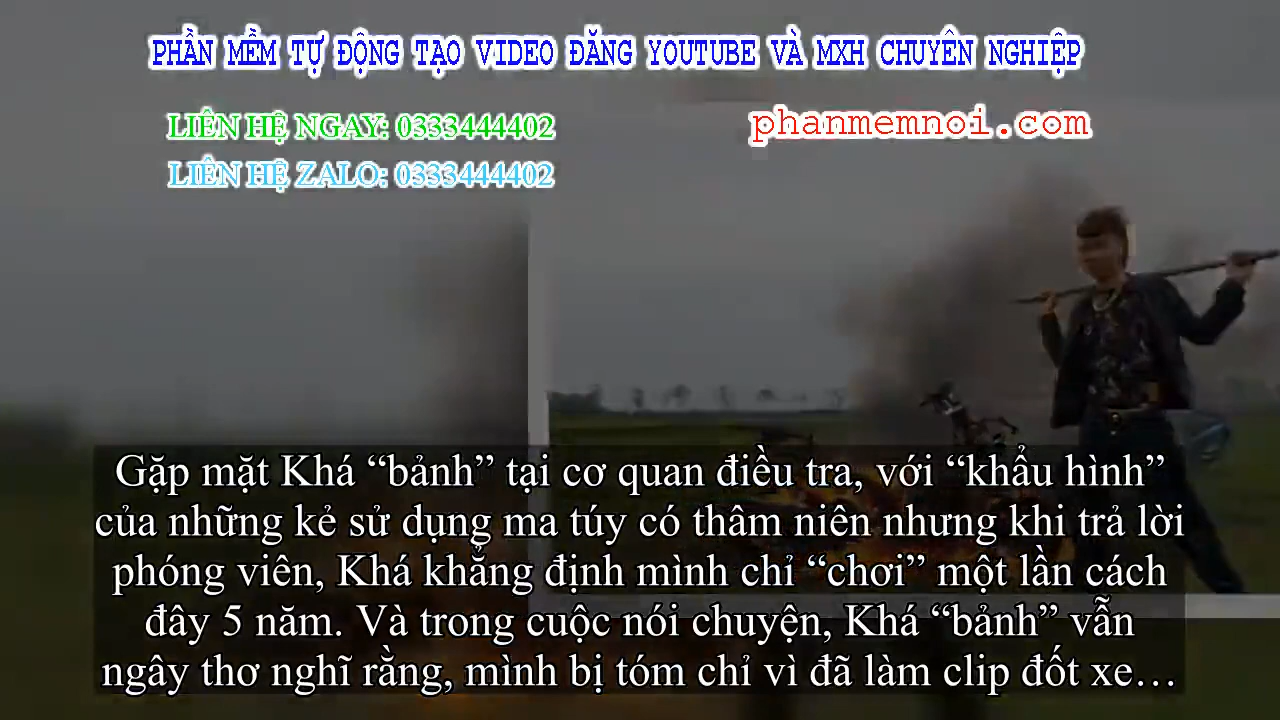 PHẦN MỀM TỰ ĐỘNG TẠO VIDEO ĐĂNG YOUTUBE VÀ MXH CHUYÊN NGHIỆP
LIÊN HỆ NGAY: 0333444402
phanmemnoi.com
LIÊN HỆ ZALO: 0333444402
Gặp mặt Khá “bảnh” tại cơ quan điều tra, với “khẩu hình”
của những kẻ sử dụng ma túy có thâm niên nhưng khi trả lời
phóng viên, Khá khẳng định mình chỉ “chơi” một lần cách
đây 5 năm. Và trong cuộc nói chuyện, Khá “bảnh” vẫn
ngây thơ nghĩ rằng, mình bị tóm chỉ vì đã làm clip đốt xe…